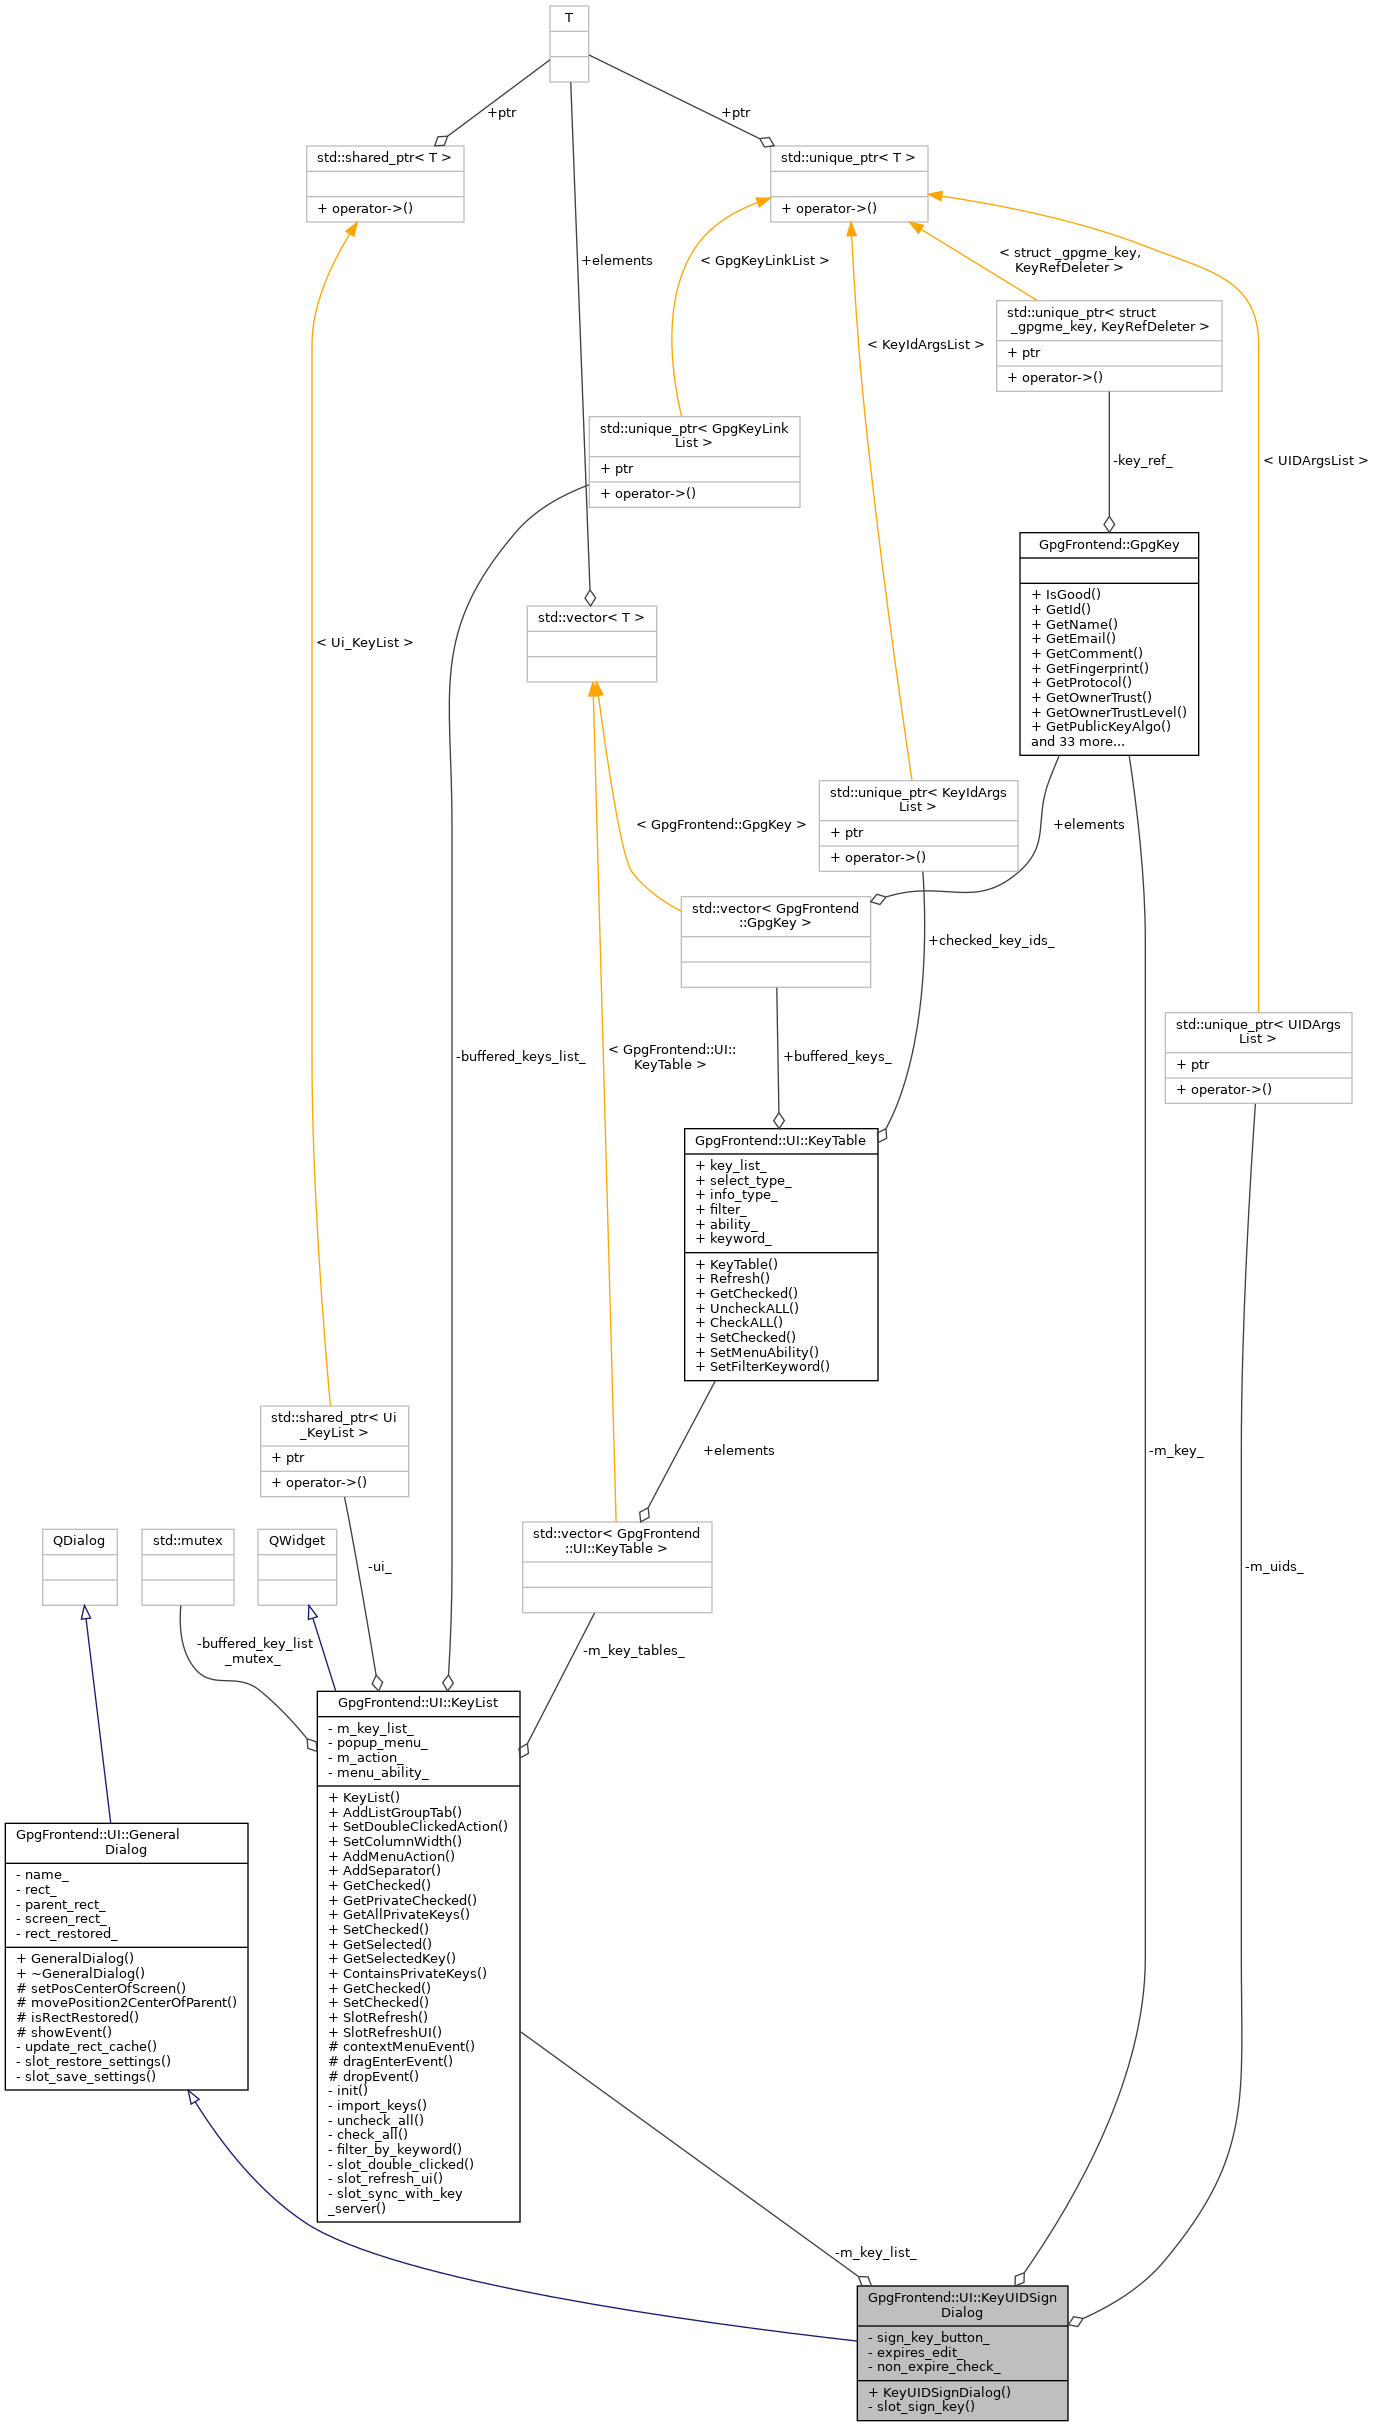 T
+ptr
+ptr
std::shared_ptr< T >
+ operator->()
std::unique_ptr< T >
+ operator->()
+elements
< GpgKeyLinkList >
< struct _gpgme_key,
KeyRefDeleter >
std::unique_ptr< struct
_gpgme_key, KeyRefDeleter >
+ ptr
+ operator->()
< KeyIdArgsList >
std::unique_ptr< GpgKeyLink
List >
+ ptr
+ operator->()
-key_ref_
< UIDArgsList >
GpgFrontend::GpgKey
+ IsGood()
+ GetId()
+ GetName()
+ GetEmail()
+ GetComment()
+ GetFingerprint()
+ GetProtocol()
+ GetOwnerTrust()
+ GetOwnerTrustLevel()
+ GetPublicKeyAlgo()
and 33 more...
std::vector< T >
< Ui_KeyList >
std::unique_ptr< KeyIdArgs
List >
+ ptr
+ operator->()
< GpgFrontend::GpgKey >
+elements
std::vector< GpgFrontend
::GpgKey >
+checked_key_ids_
std::unique_ptr< UIDArgs
List >
+ ptr
+ operator->()
-buffered_keys_list_
< GpgFrontend::UI::
KeyTable >
+buffered_keys_
GpgFrontend::UI::KeyTable
+ key_list_
+ select_type_
+ info_type_
+ filter_
+ ability_
+ keyword_
+ KeyTable()
+ Refresh()
+ GetChecked()
+ UncheckALL()
+ CheckALL()
+ SetChecked()
+ SetMenuAbility()
+ SetFilterKeyword()
std::shared_ptr< Ui
_KeyList >
+ ptr
+ operator->()
+elements
-m_key_
std::vector< GpgFrontend
::UI::KeyTable >
QDialog
std::mutex
QWidget
-ui_
-m_uids_
-buffered_key_list
_mutex_
-m_key_tables_
GpgFrontend::UI::KeyList
- m_key_list_
- popup_menu_
- m_action_
- menu_ability_
+ KeyList()
+ AddListGroupTab()
+ SetDoubleClickedAction()
+ SetColumnWidth()
+ AddMenuAction()
+ AddSeparator()
+ GetChecked()
+ GetPrivateChecked()
+ GetAllPrivateKeys()
+ SetChecked()
+ GetSelected()
+ GetSelectedKey()
+ ContainsPrivateKeys()
+ GetChecked()
+ SetChecked()
+ SlotRefresh()
+ SlotRefreshUI()
# contextMenuEvent()
# dragEnterEvent()
# dropEvent()
- init()
- import_keys()
- uncheck_all()
- check_all()
- filter_by_keyword()
- slot_double_clicked()
- slot_refresh_ui()
- slot_sync_with_key
_server()
GpgFrontend::UI::General
Dialog
- name_
- rect_
- parent_rect_
- screen_rect_
- rect_restored_
+ GeneralDialog()
+ ~GeneralDialog()
# setPosCenterOfScreen()
# movePosition2CenterOfParent()
# isRectRestored()
# showEvent()
- update_rect_cache()
- slot_restore_settings()
- slot_save_settings()
-m_key_list_
GpgFrontend::UI::KeyUIDSign
Dialog
- sign_key_button_
- expires_edit_
- non_expire_check_
+ KeyUIDSignDialog()
- slot_sign_key()